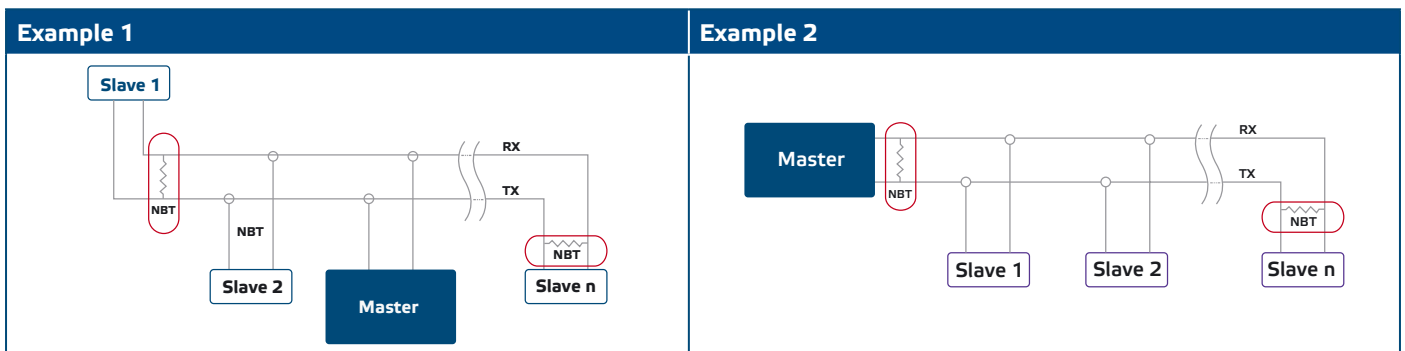 Example 1
Slave 1
RX
TX
NBT
NBT
NBT
Slave 2
Master
Slave n
Example 2
Master
RX
TX
NBT
NBT
Slave 1
Slave 2
Slave n